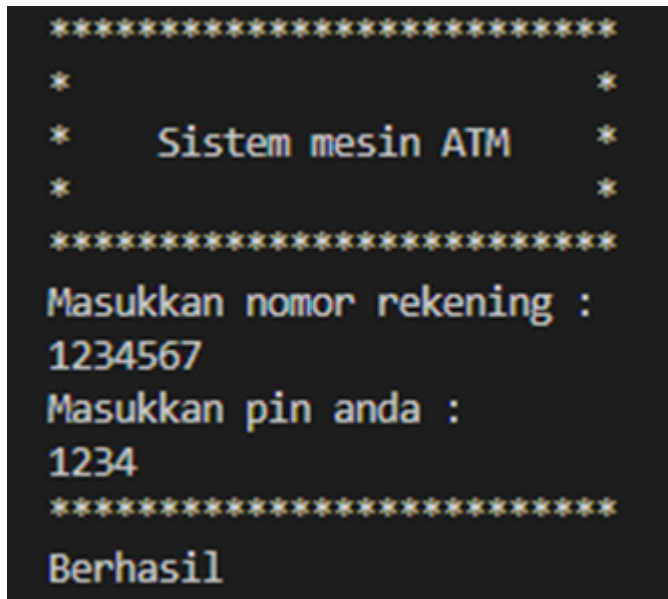 **************************
*                        *
*    Sistem mesin ATM    *
*                        *
**************************
Masukkan nomor rekening :
1234567
Masukkan pin anda :
1234
**************************
Berhasil